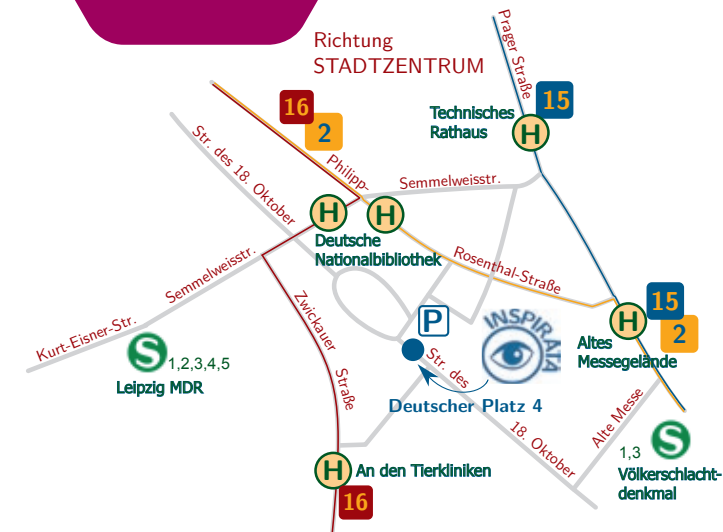 Richtung
STADTZENTRUM
Prager Straße
15
16
2
Technisches
Rathaus
H
Str. des 18. Oktober
Philipp-
Semmelweisstr.
H
H
Deutsche
Nationalbibliothek
Semmelweisstr.
Rosenthal-Straße
Zwickauer
Straße
Kurt-Eisner-Str.
S
1,2,3,4,5
Leipzig MDR
P
INSPIRATA
15
2
H
Altes
Messegelände
Str. des
18. Oktober
Deutscher Platz 4
Alte Messe
H
An den Tierkliniken
16
1,3
S
Völkerschlacht-
denkmal